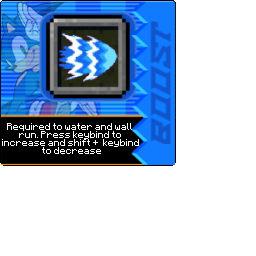 BOOST
Required to water and wall
run. Press keybind to
increase and shift + keybind
to decrease